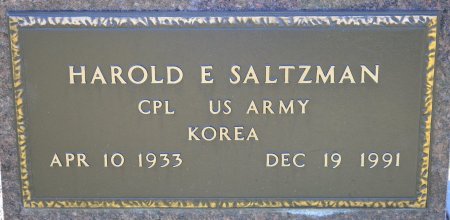 HAROLD E SALTZMAN
CPL US ARMY
KOREA
APR 10 1933 DEC 19 1991